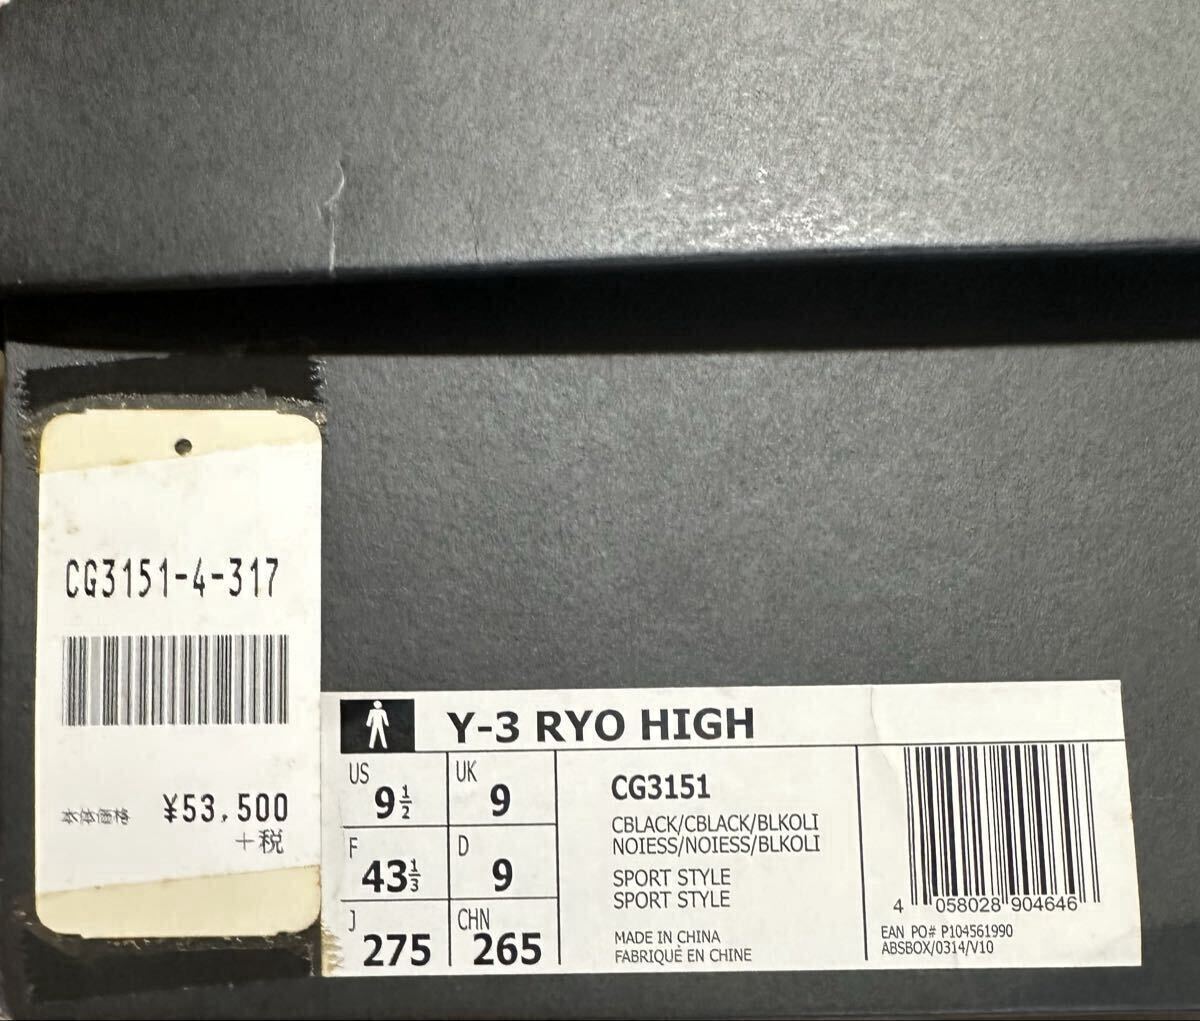 CG3151-4-317
本体価格 ¥53,500
+税
Y-3 RYO HIGH
US 9 1/2
UK 9
F 43 1/3
D 9
J 275
CHN 265
CG3151
CBLACK/CBLACK/BLKOLI
NOIESS/NOIESS/BLKOLI
SPORT STYLE
SPORT STYLE
MADE IN CHINA
FABRIQUÉ EN CHINE
4 058028 904646
EAN PO# P104561990
ABSBOX/0314/V10